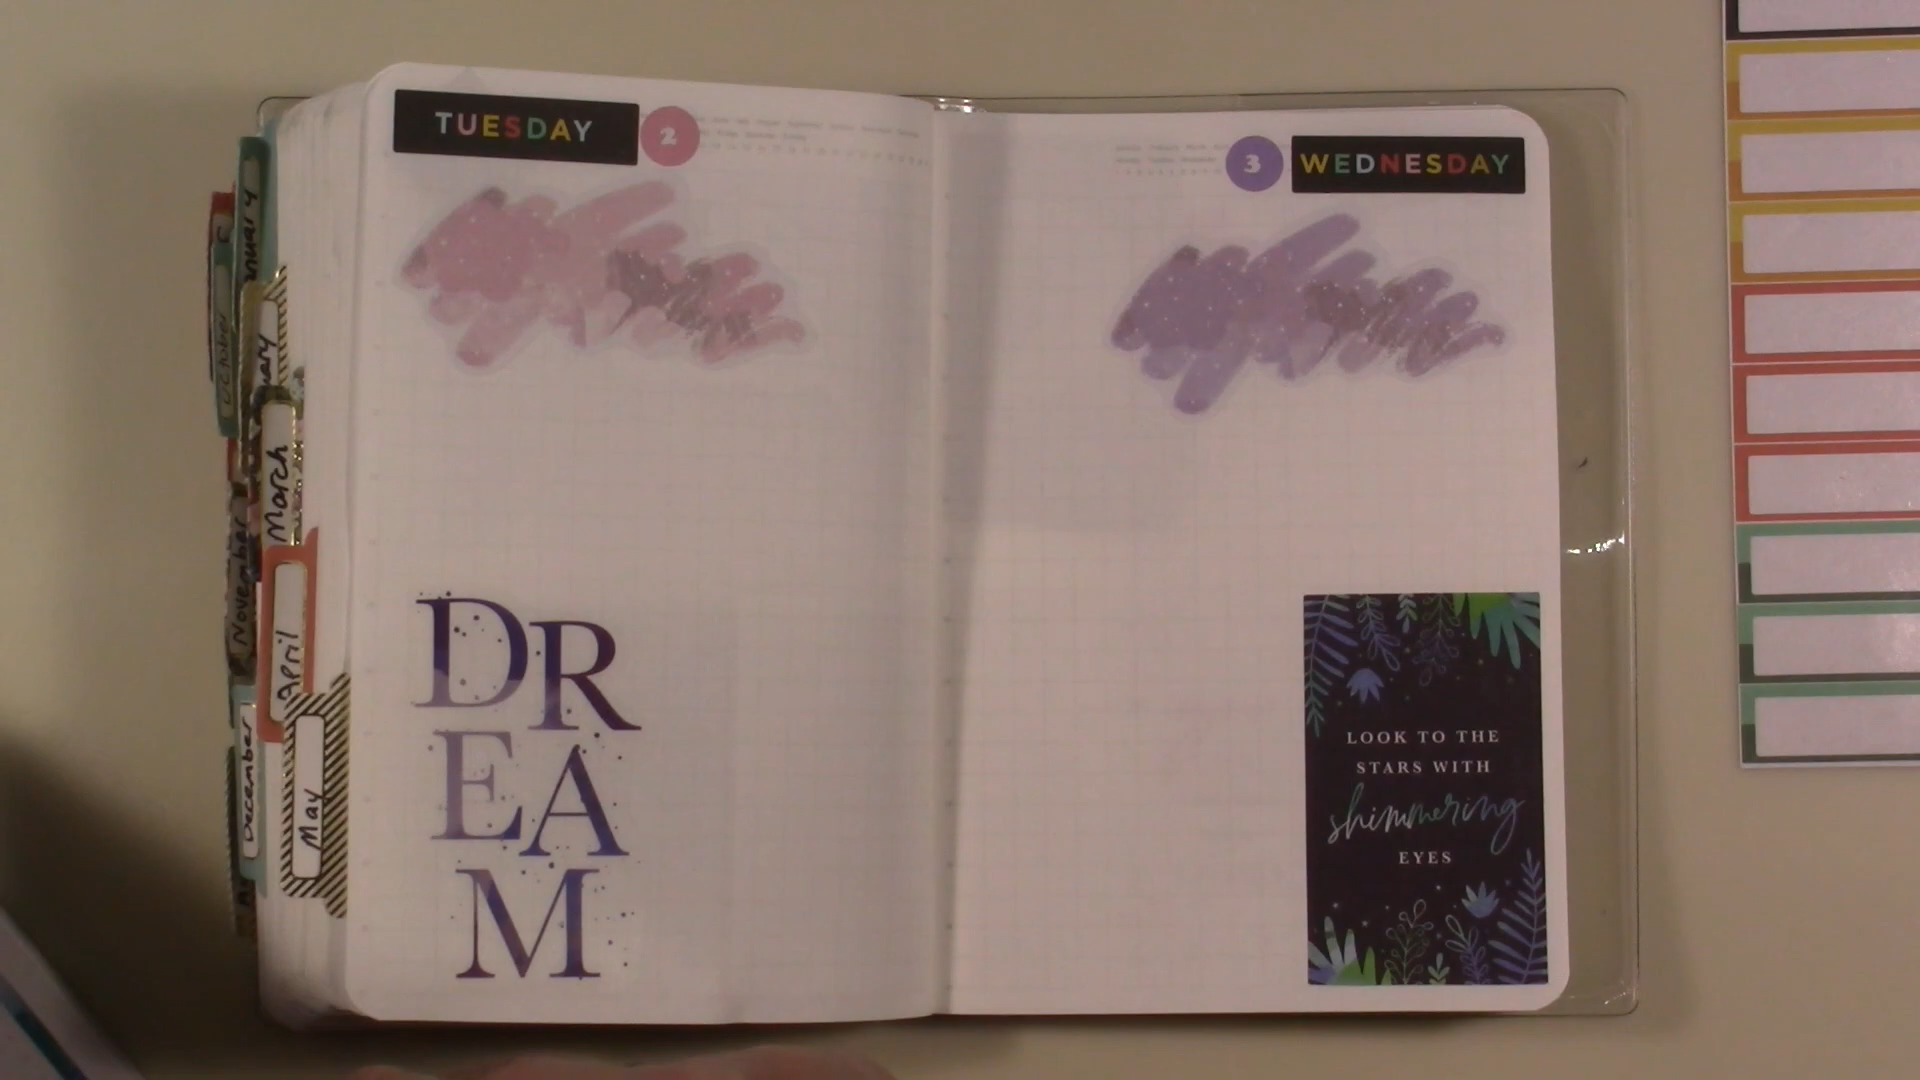 TUESDAY
2
3
WEDNESDAY
January
October
March
November
April
December
May
DR
EA
M
LOOK TO THE
STARS WITH
shimmering
EYES